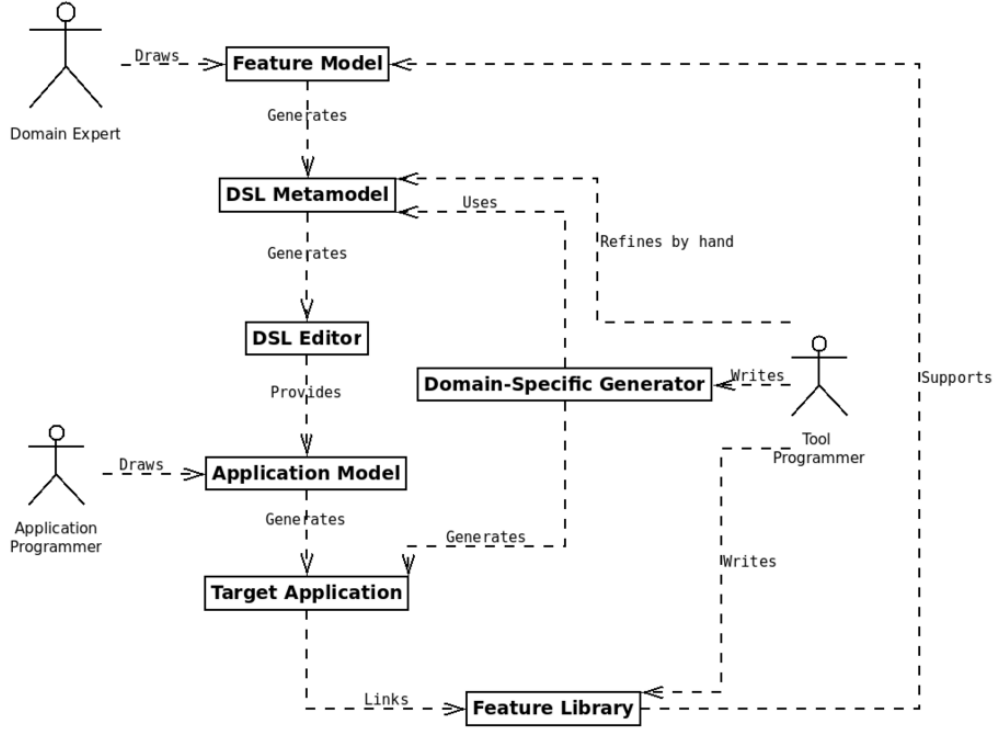 Draws
Feature Model
Domain Expert
Generates
DSL Metamodel
Uses
Refines by hand
Generates
DSL Editor
Domain-Specific Generator
Writes
Supports
Provides
Tool
Programmer
Draws
Application Model
Application
Programmer
Generates
Generates
Writes
Target Application
Links
Feature Library